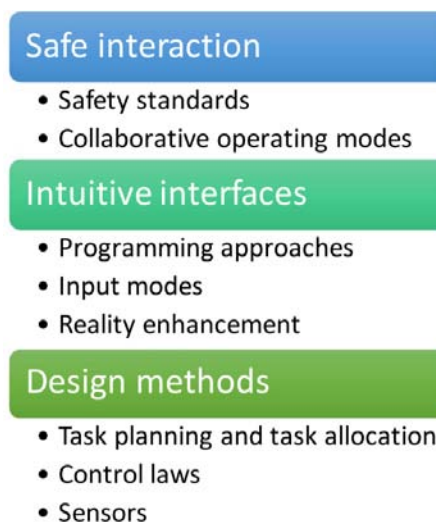 Safe interaction
• Safety standards
• Collaborative operating modes
Intuitive interfaces
• Programming approaches
• Input modes
• Reality enhancement
Design methods
• Task planning and task allocation
• Control laws
• Sensors